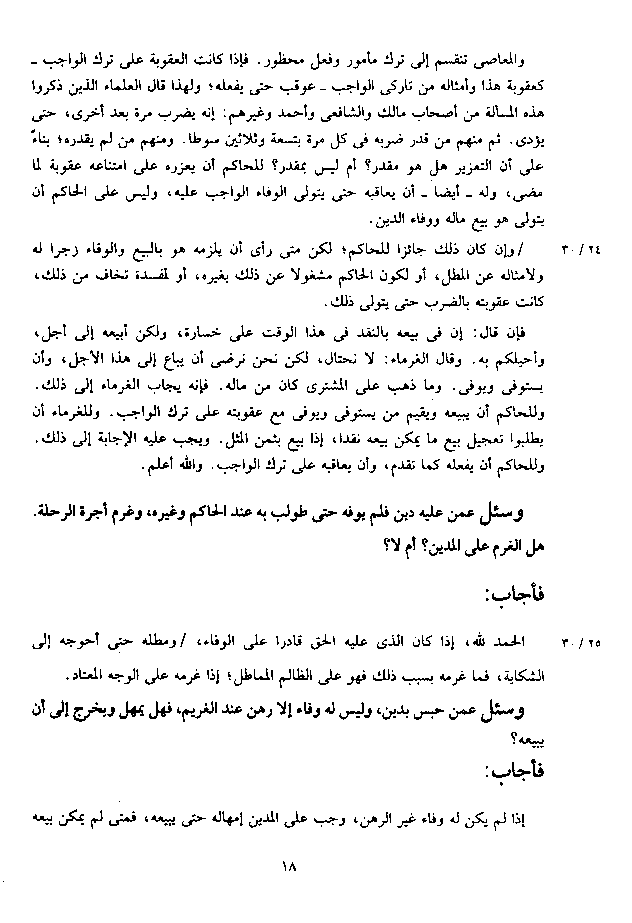 والمعاصى تنقسم إلى ترك مأمور وفعل محظور. فإذا كانت العقوبة على ترك الواجب ـ
كعقوبة هذا وأمثاله من تاركى الواجب ـ عوقب حتى يفعله؛ ولهذا قال العلماء الذين ذكروا
هذه المسألة من أصحاب مالك والشافعى وأحمد وغيرهم: إنه يضرب مرة بعد أخرى، حتى
يؤدى. ثم منهم من قدر ضربه فى كل مرة بتسعة وثلاثين سوطا. ومنهم من لم يقدره؛ بناءً
على أن التعزير هل هو مقدر؟ أم ليس بمقدر؟ للحاكم أن يعزره على امتناعه عقوبة لما
مضى، وله ـ أيضا ـ أن يعاقبه حتى يتولى الوفاء الواجب عليه، وليس على الحاكم أن
يتولى هو بيع ماله ووفاء الدين.
٣٠/٢٤ / وإن كان ذلك جائزا للحاكم؛ لكن متى رأى أن يلزمه هو بالبيع والوفاء زجرا له
ولأمثاله عن المطل، أو لكون الحاكم مشغولا عن ذلك بغيره، أو لمفسدة تخاف من ذلك،
كانت عقوبته بالضرب حتى يتولى ذلك.
فإن قال: إن فى بيعه بالنقد فى هذا الوقت على خسارة، ولكن أبيعه إلى أجل،
وأحيلكم به. وقال الغرماء: لا نحتال، لكن نحن نرضى أن يباع إلى هذا الأجل، وأن
يستوفى ويوفى. وما ذهب على المشترى كان من ماله. فإنه يجاب الغرماء إلى ذلك.
وللحاكم أن يبيعه ويقيم من يستوفى ويوفى مع عقوبته على ترك الواجب. وللغرماء أن
يطلبوا تعجيل بيع ما يمكن بيعه نقدا، إذا بيع بثمن المثل. ويجب عليه الإجابة إلى ذلك.
وللحاكم أن يفعله كما تقدم، وأن يعاقبه على ترك الواجب. والله أعلم.
وسئل عمن عليه دين فلم يوفه حتى طولب به عند الحاكم وغيره، وغرم أجرة الرحلة.
هل الغرم على المدين؟ أم لا؟
فأجاب:
٣٠/٢٥ الحمد لله، إذا كان الذى عليه الحق قادرا على الوفاء، / ومطله حتى أحوجه إلى
الشكاية، فما غرمه بسبب ذلك فهو على الظالم المماطل؛ إذا غرمه على الوجه المعتاد.
وسئل عمن حبس بدين، وليس له وفاء إلا رهن عند الغريم، فهل يمهل ويخرج إلى أن
يبيعه؟
فأجاب:
إذا لم يكن له وفاء غير الرهن، وجب على المدين إمهاله حتى يبيعه، فمتى لم يمكن بيعه
١٨